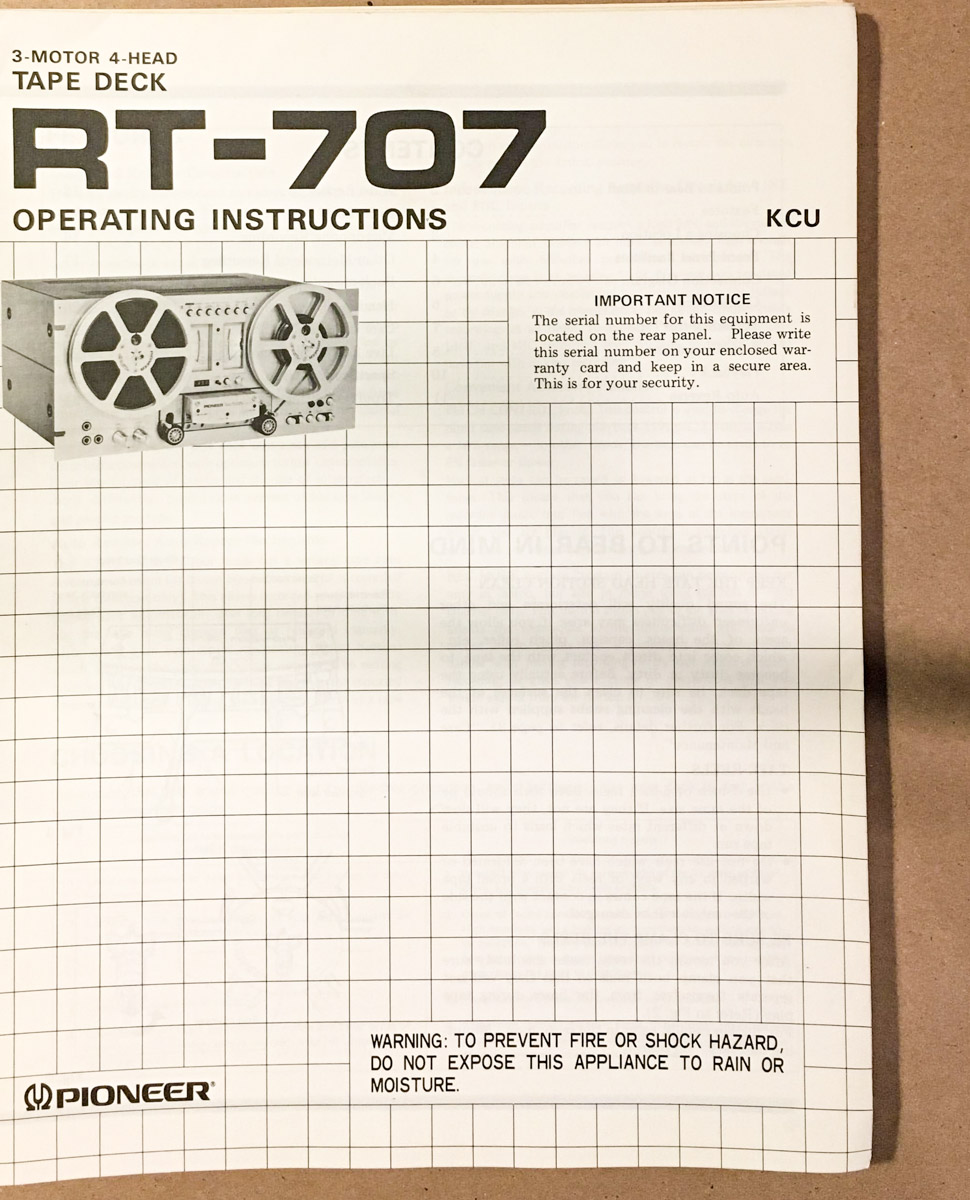 3-MOTOR 4-HEAD
TAPE DECK
RT-707
OPERATING INSTRUCTIONS
KCU
IMPORTANT NOTICE
The serial number for this equipment is
located on the rear panel. Please write
this serial number on your enclosed war-
ranty card and keep in a secure area.
This is for your security.
PIONEER
WARNING: TO PREVENT FIRE OR SHOCK HAZARD,
DO NOT EXPOSE THIS APPLIANCE TO RAIN OR
MOISTURE.
PIONEER®